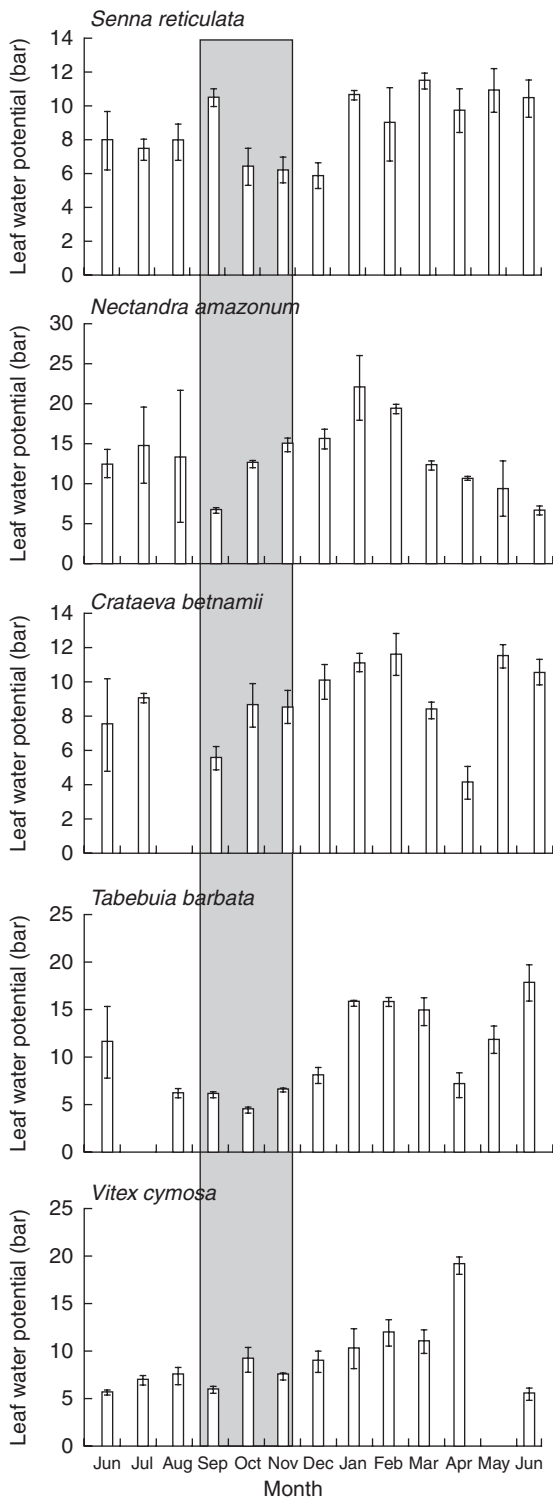 Senna reticulata
Leaf water potential (bar)
14
12
10
8
6
4
2
0
Nectandra amazonum
Leaf water potential (bar)
30
25
20
15
10
5
0
Crataeva betnamii
Leaf water potential (bar)
14
12
10
8
6
4
2
0
Tabebuia barbata
Leaf water potential (bar)
25
20
15
10
5
0
Vitex cymosa
Leaf water potential (bar)
25
20
15
10
5
0
Jun Jul Aug Sep Oct Nov Dec Jan Feb Mar Apr May Jun
Month